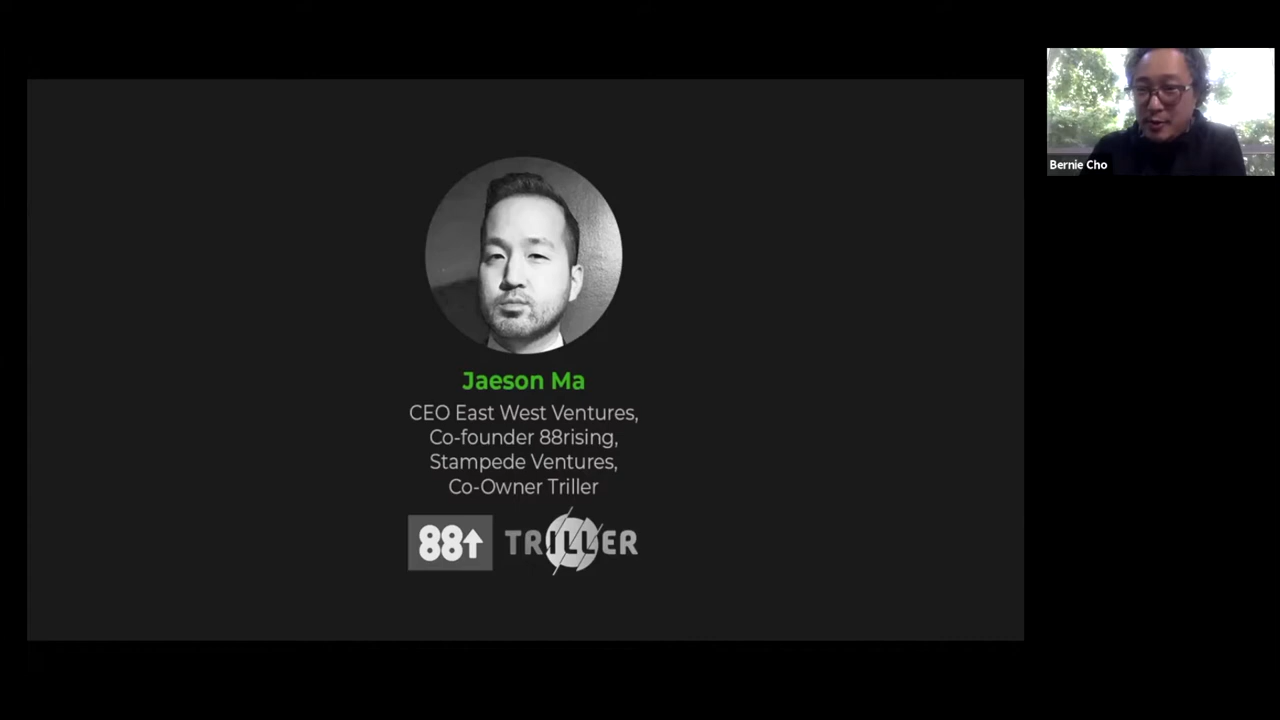 Jaeson Ma
CEO East West Ventures,
Co-founder 88rising,
Stampede Ventures,
Co-Owner Triller
88↑
TRILLER
Bernie Cho